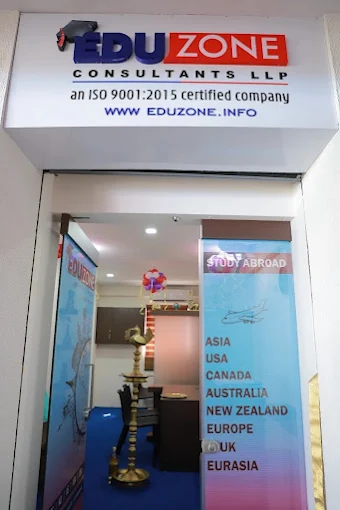 EDUZONE
CONSULTANTS LLP
an ISO 9001:2015 certified company
WWW EDUZONE.INFO
EDUZONE
STUDY ABROAD
ASIA
USA
CANADA
AUSTRALIA
NEW ZEALAND
EUROPE
UK
EURASIA